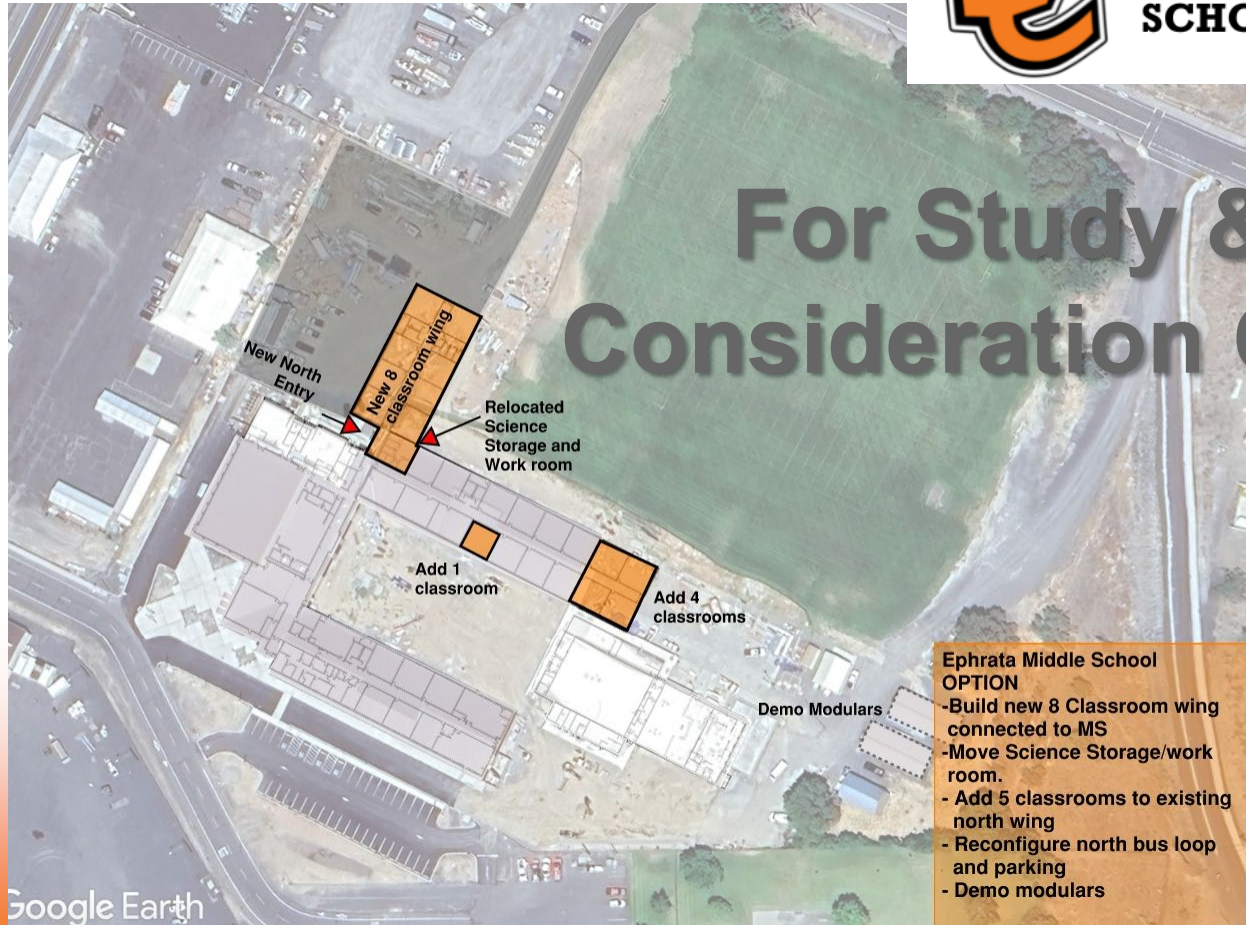 For Study &
Consideration
New North
Entry
New 8
classroom wing
Relocated
Science
Storage and
Work room
Add 1
classroom
Add 4
classrooms
Demo Modulars
Ephrata Middle School
OPTION
-Build new 8 Classroom wing
connected to MS
-Move Science Storage/work
room.
- Add 5 classrooms to existing
north wing
- Reconfigure north bus loop
and parking
- Demo modulars
Google Earth